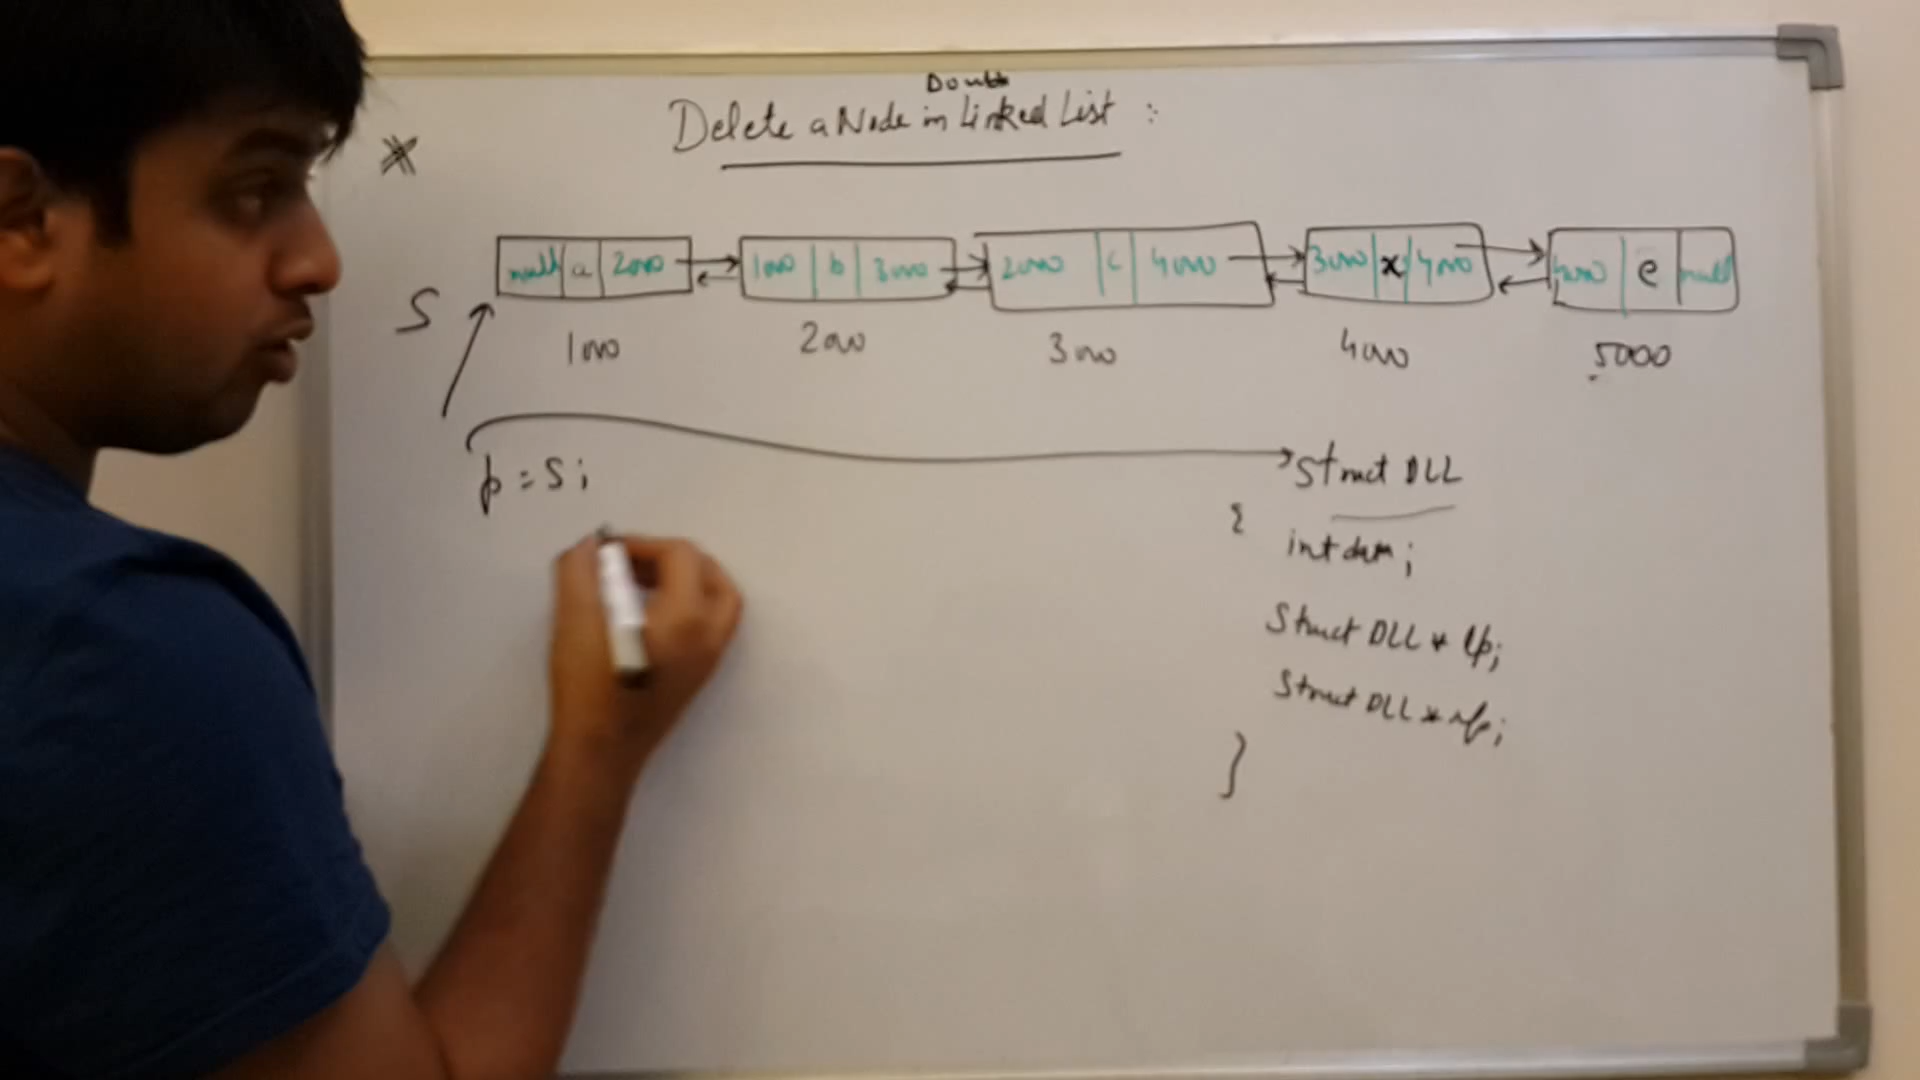 Double
Delete a Node in Linked List :
null a 2000 1000 b 3000 2000 c 4000 3000 x 4000 4000 e null
S
1000 2000 3000 4000 5000
p = S;
Struct DLL
{
int
Struct DLL * lp;
Struct DLL * rp;
}